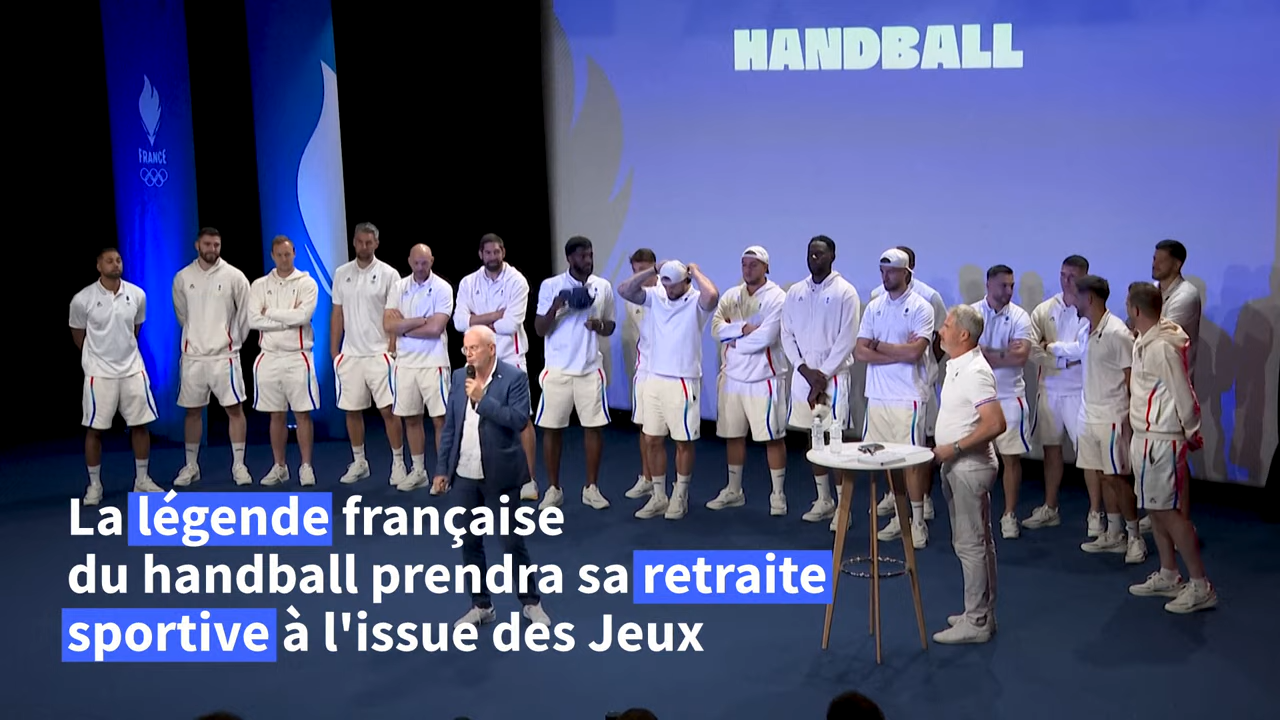 HANDBALL
FRANCE
La légende française
du handball prendra sa retraite
sportive à l'issue des Jeux